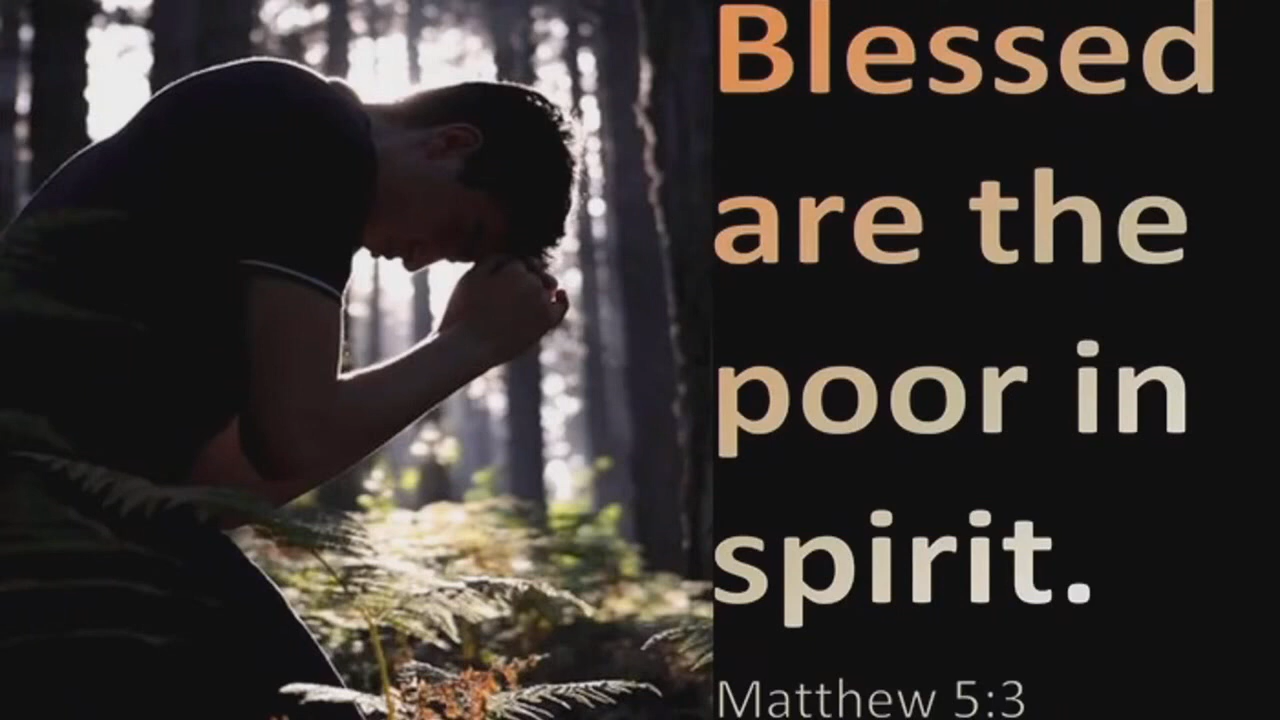 Blessed
are the
poor in
spirit.
Matthew 5:3